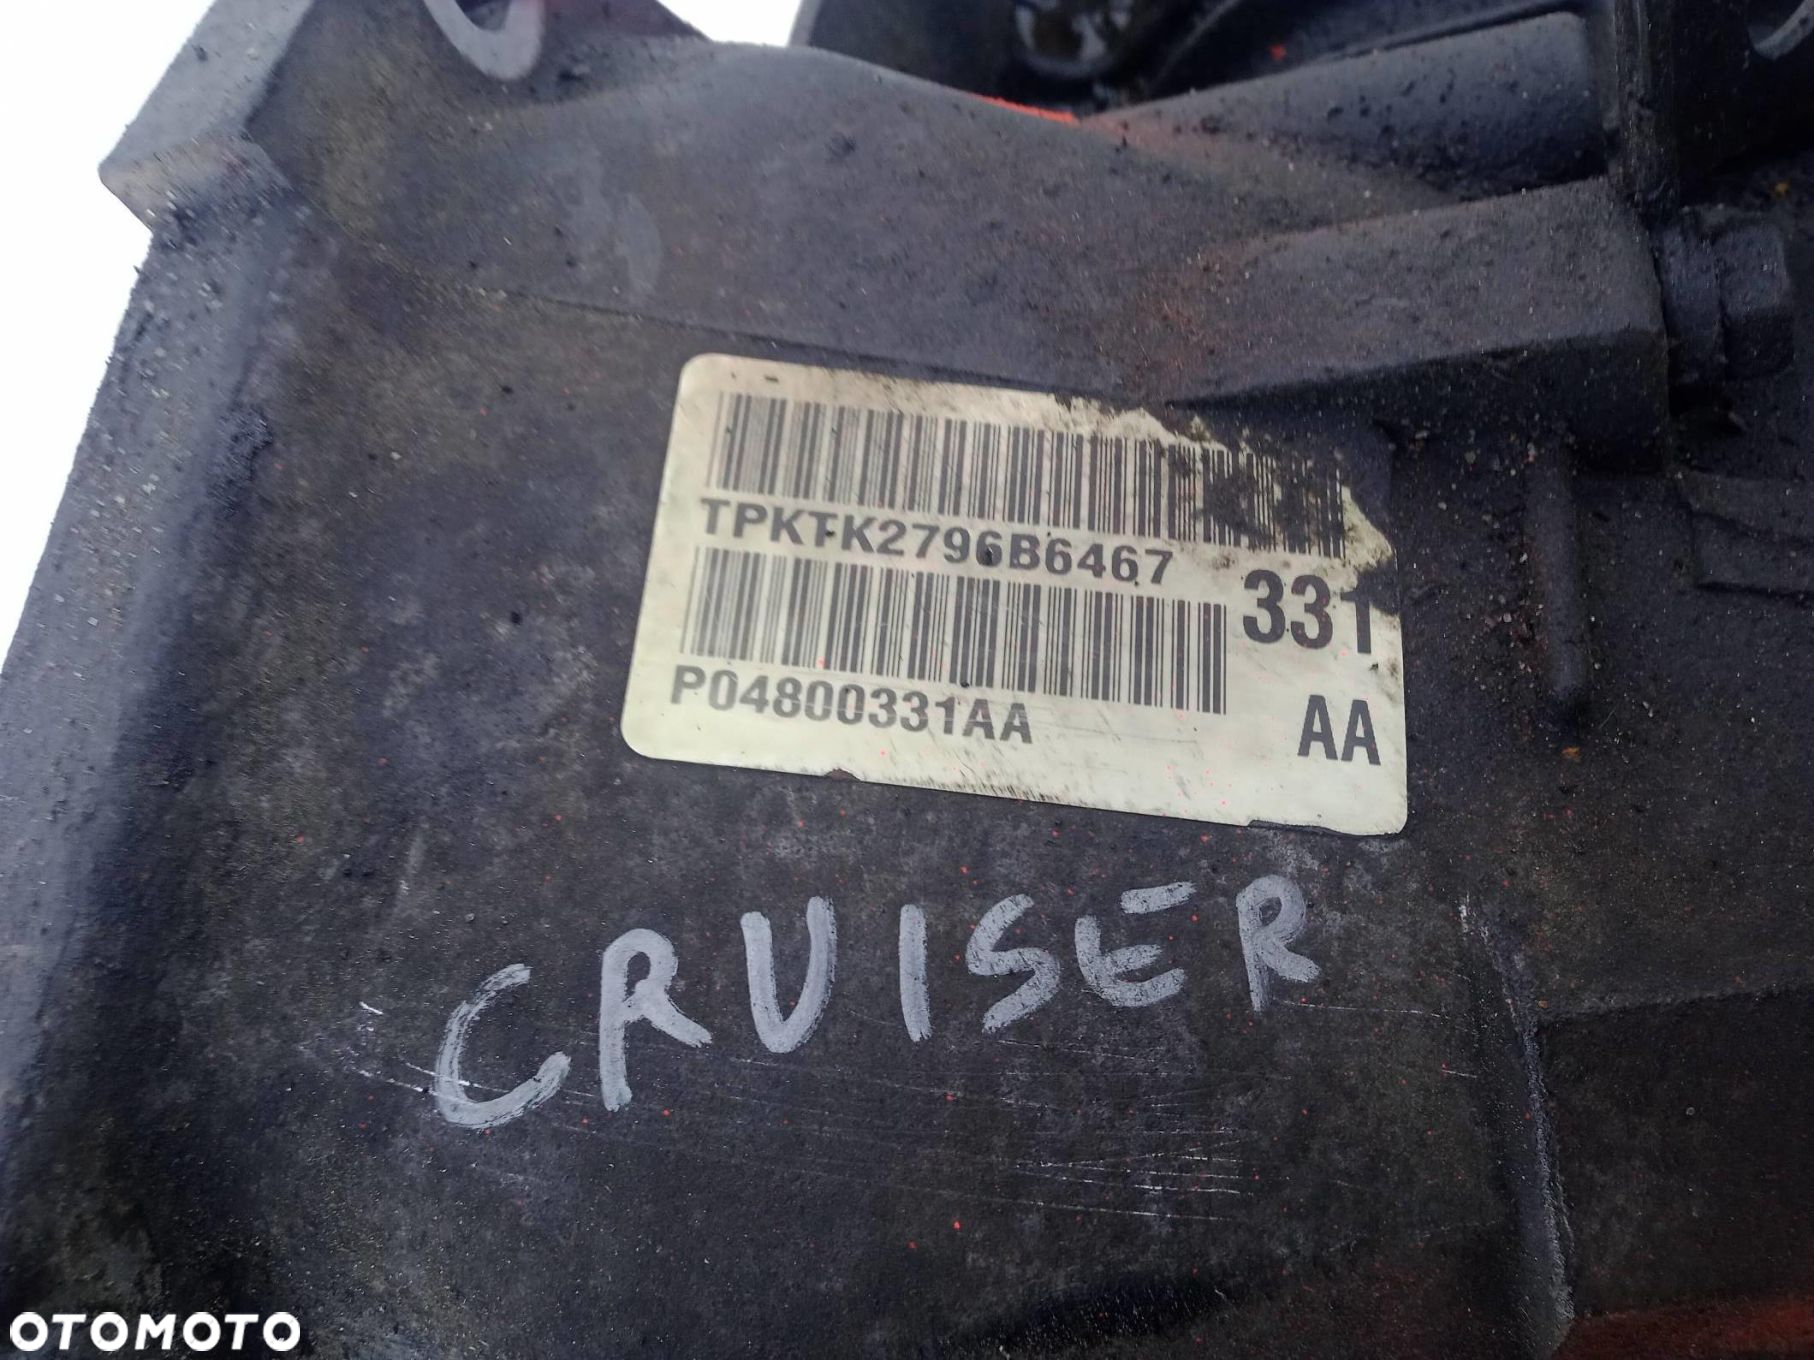 TPKTK2796B6467
331
P04800331AA
AA
CRUISER
OTOMOTO